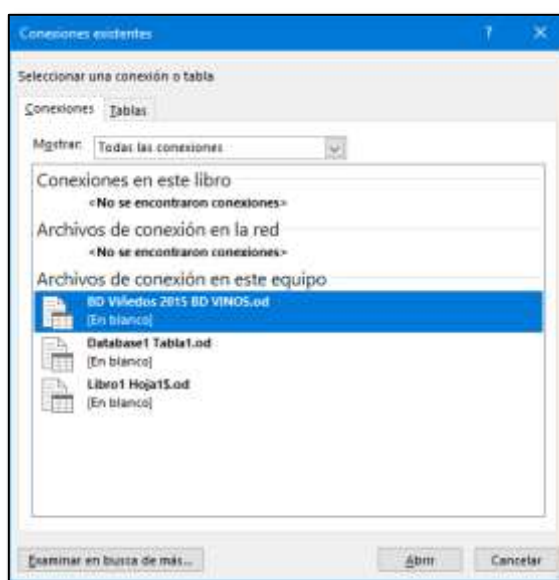 Conexiones existentes ? ×
Seleccionar una conexión o tabla
Conexiones Tablas
Mostrar: Todas las conexiones
Conexiones en este libro
<No se encontraron conexiones>
Archivos de conexión en la red
<No se encontraron conexiones>
Archivos de conexión en este equipo
BD Viñedos 2015 BD VINOS.od
[En blanco]
Database1 Tabla1.od
[En blanco]
Libro1 Hoja1$.od
[En blanco]
Examinar en busca de más... Abrir Cancelar